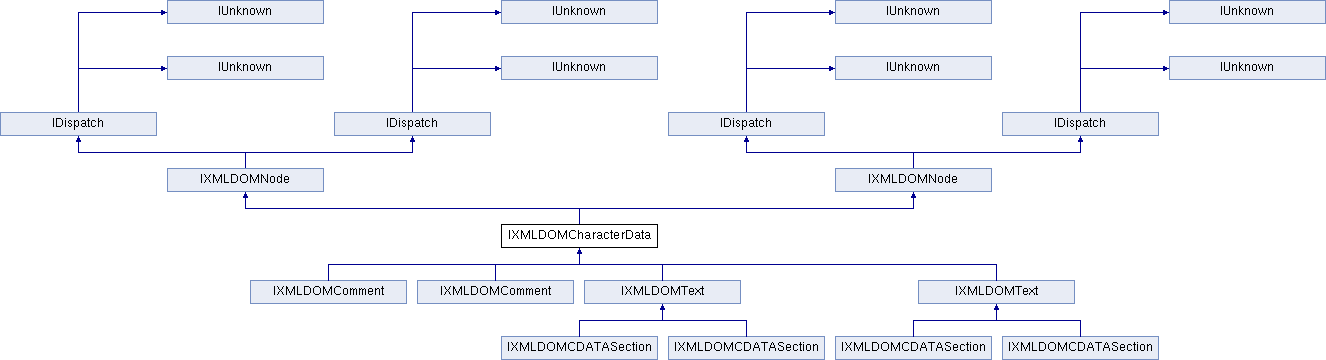 IUnknown IUnknown IUnknown IUnknown
IUnknown IUnknown IUnknown IUnknown
IDispatch IDispatch IDispatch IDispatch
IXMLDOMNode IXMLDOMNode
IXMLDOMCharacterData
IXMLDOMComment IXMLDOMComment IXMLDOMText IXMLDOMText
IXMLDOMCDATASection IXMLDOMCDATASection IXMLDOMCDATASection IXMLDOMCDATASection